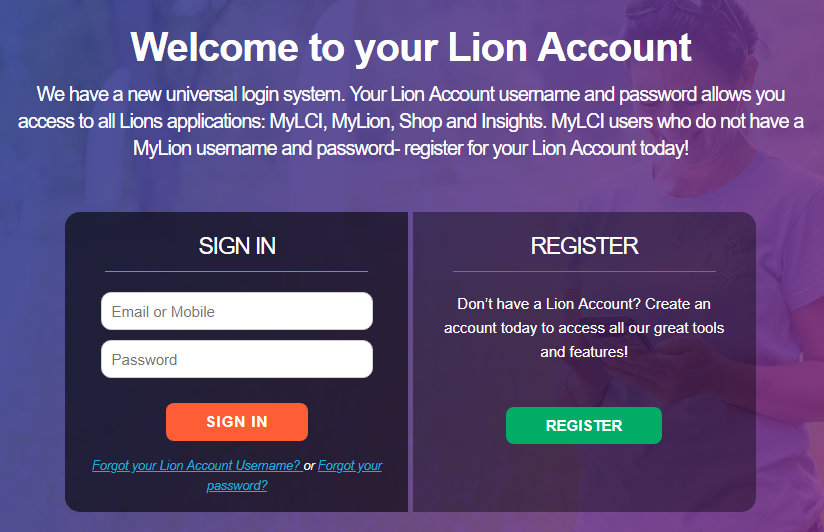 Welcome to your Lion Account
We have a new universal login system. Your Lion Account username and password allows you
access to all Lions applications: MyLCI, MyLion, Shop and Insights. MyLCI users who do not have a
MyLion username and password- register for your Lion Account today!
SIGN IN
Email or Mobile
Password
SIGN IN
Forgot your Lion Account Username? or Forgot your
password?
REGISTER
Don’t have a Lion Account? Create an
account today to access all our great tools
and features!
REGISTER